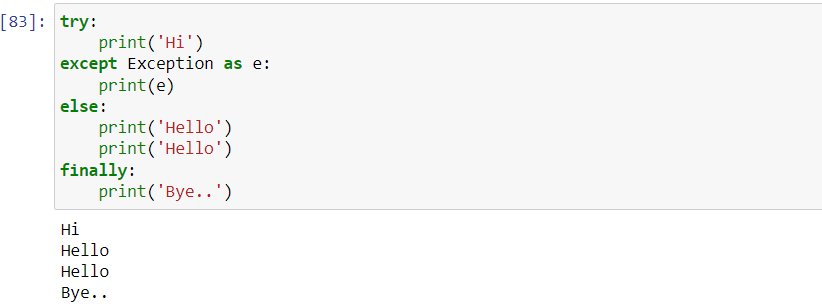 [83]: try:
    print('Hi')
except Exception as e:
    print(e)
else:
    print('Hello')
    print('Hello')
finally:
    print('Bye..')
Hi
Hello
Hello
Bye..